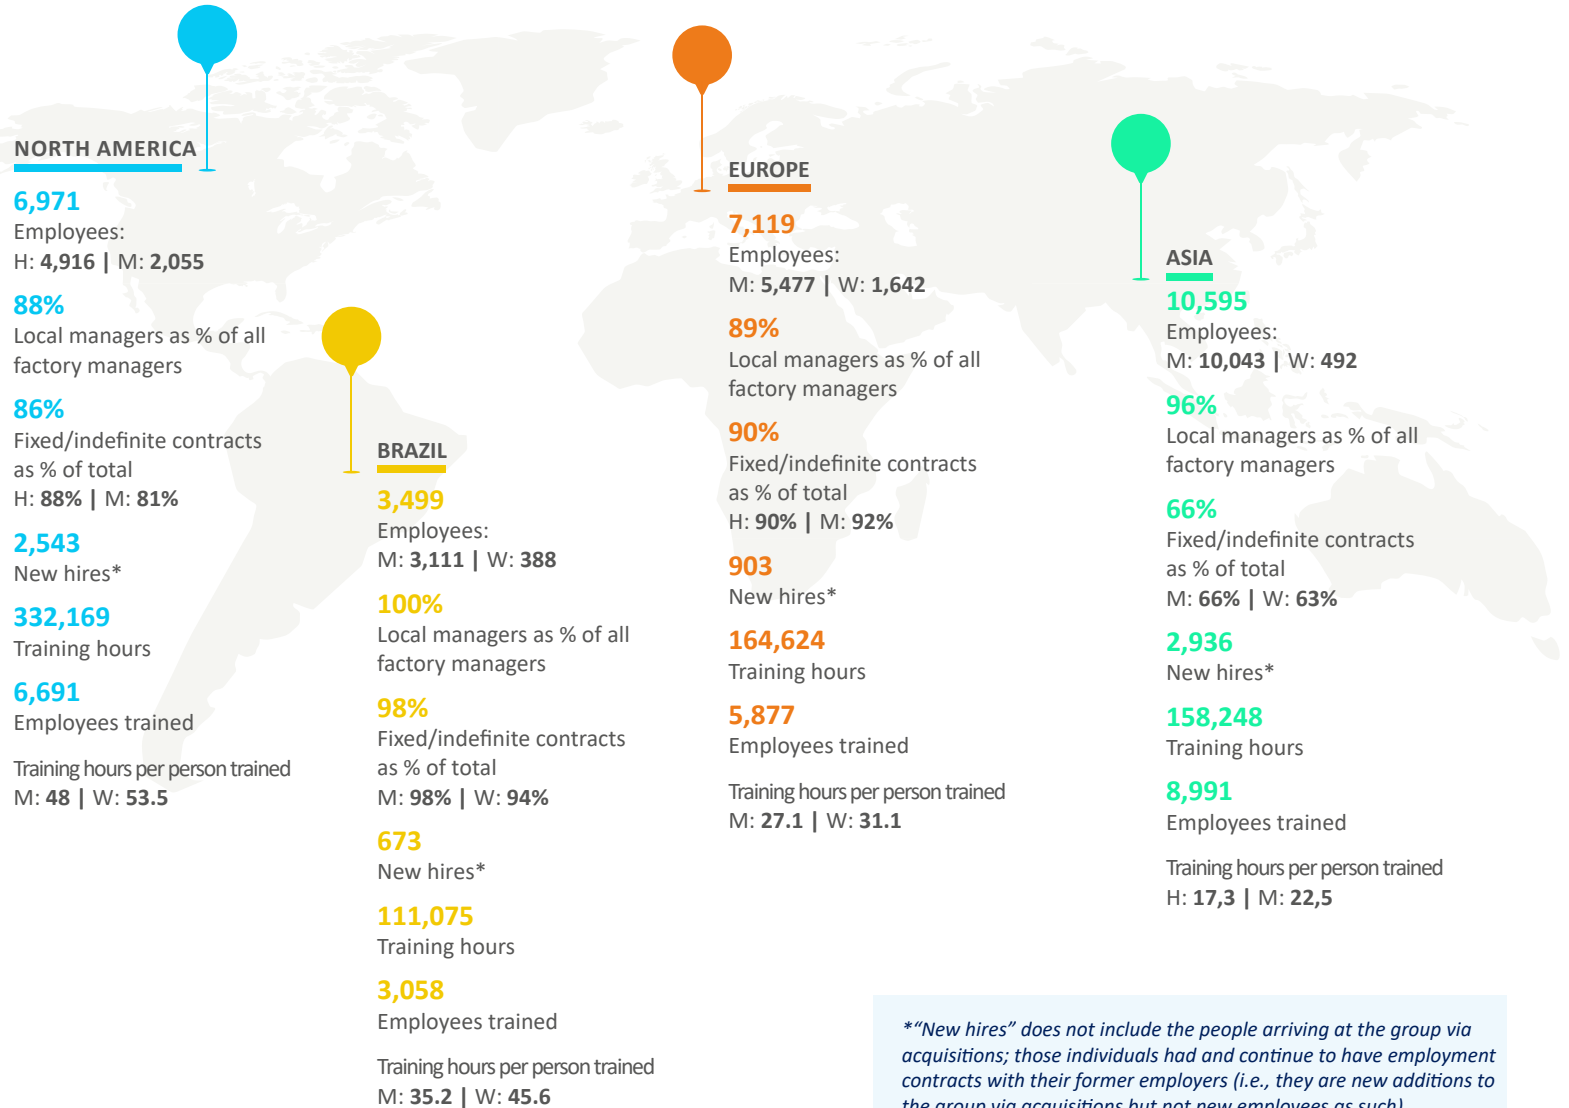 NORTH AMERICA
6,971
Employees:
H: 4,916 | M: 2,055
88%
Local managers as % of all
factory managers
86%
Fixed/indefinite contracts
as % of total
H: 88% | M: 81%
2,543
New hires*
332,169
Training hours
6,691
Employees trained
Training hours per person trained
M: 48 | W: 53.5
BRAZIL
3,499
Employees:
M: 3,111 | W: 388
100%
Local managers as % of all
factory managers
98%
Fixed/indefinite contracts
as % of total
M: 98% | W: 94%
673
New hires*
111,075
Training hours
3,058
Employees trained
Training hours per person trained
M: 35.2 | W: 45.6
EUROPE
7,119
Employees:
M: 5,477 | W: 1,642
89%
Local managers as % of all
factory managers
90%
Fixed/indefinite contracts
as % of total
H: 90% | M: 92%
903
New hires*
164,624
Training hours
5,877
Employees trained
Training hours per person trained
M: 27.1 | W: 31.1
ASIA
10,595
Employees:
M: 10,043 | W: 492
96%
Local managers as % of all
factory managers
66%
Fixed/indefinite contracts
as % of total
M: 66% | W: 63%
2,936
New hires*
158,248
Training hours
8,991
Employees trained
Training hours per person trained
H: 17,3 | M: 22,5
*“New hires” does not include the people arriving at the group via
acquisitions; those individuals had and continue to have employment
contracts with their former employers (i.e., they are new additions to
the group via acquisitions but not new employees as such)